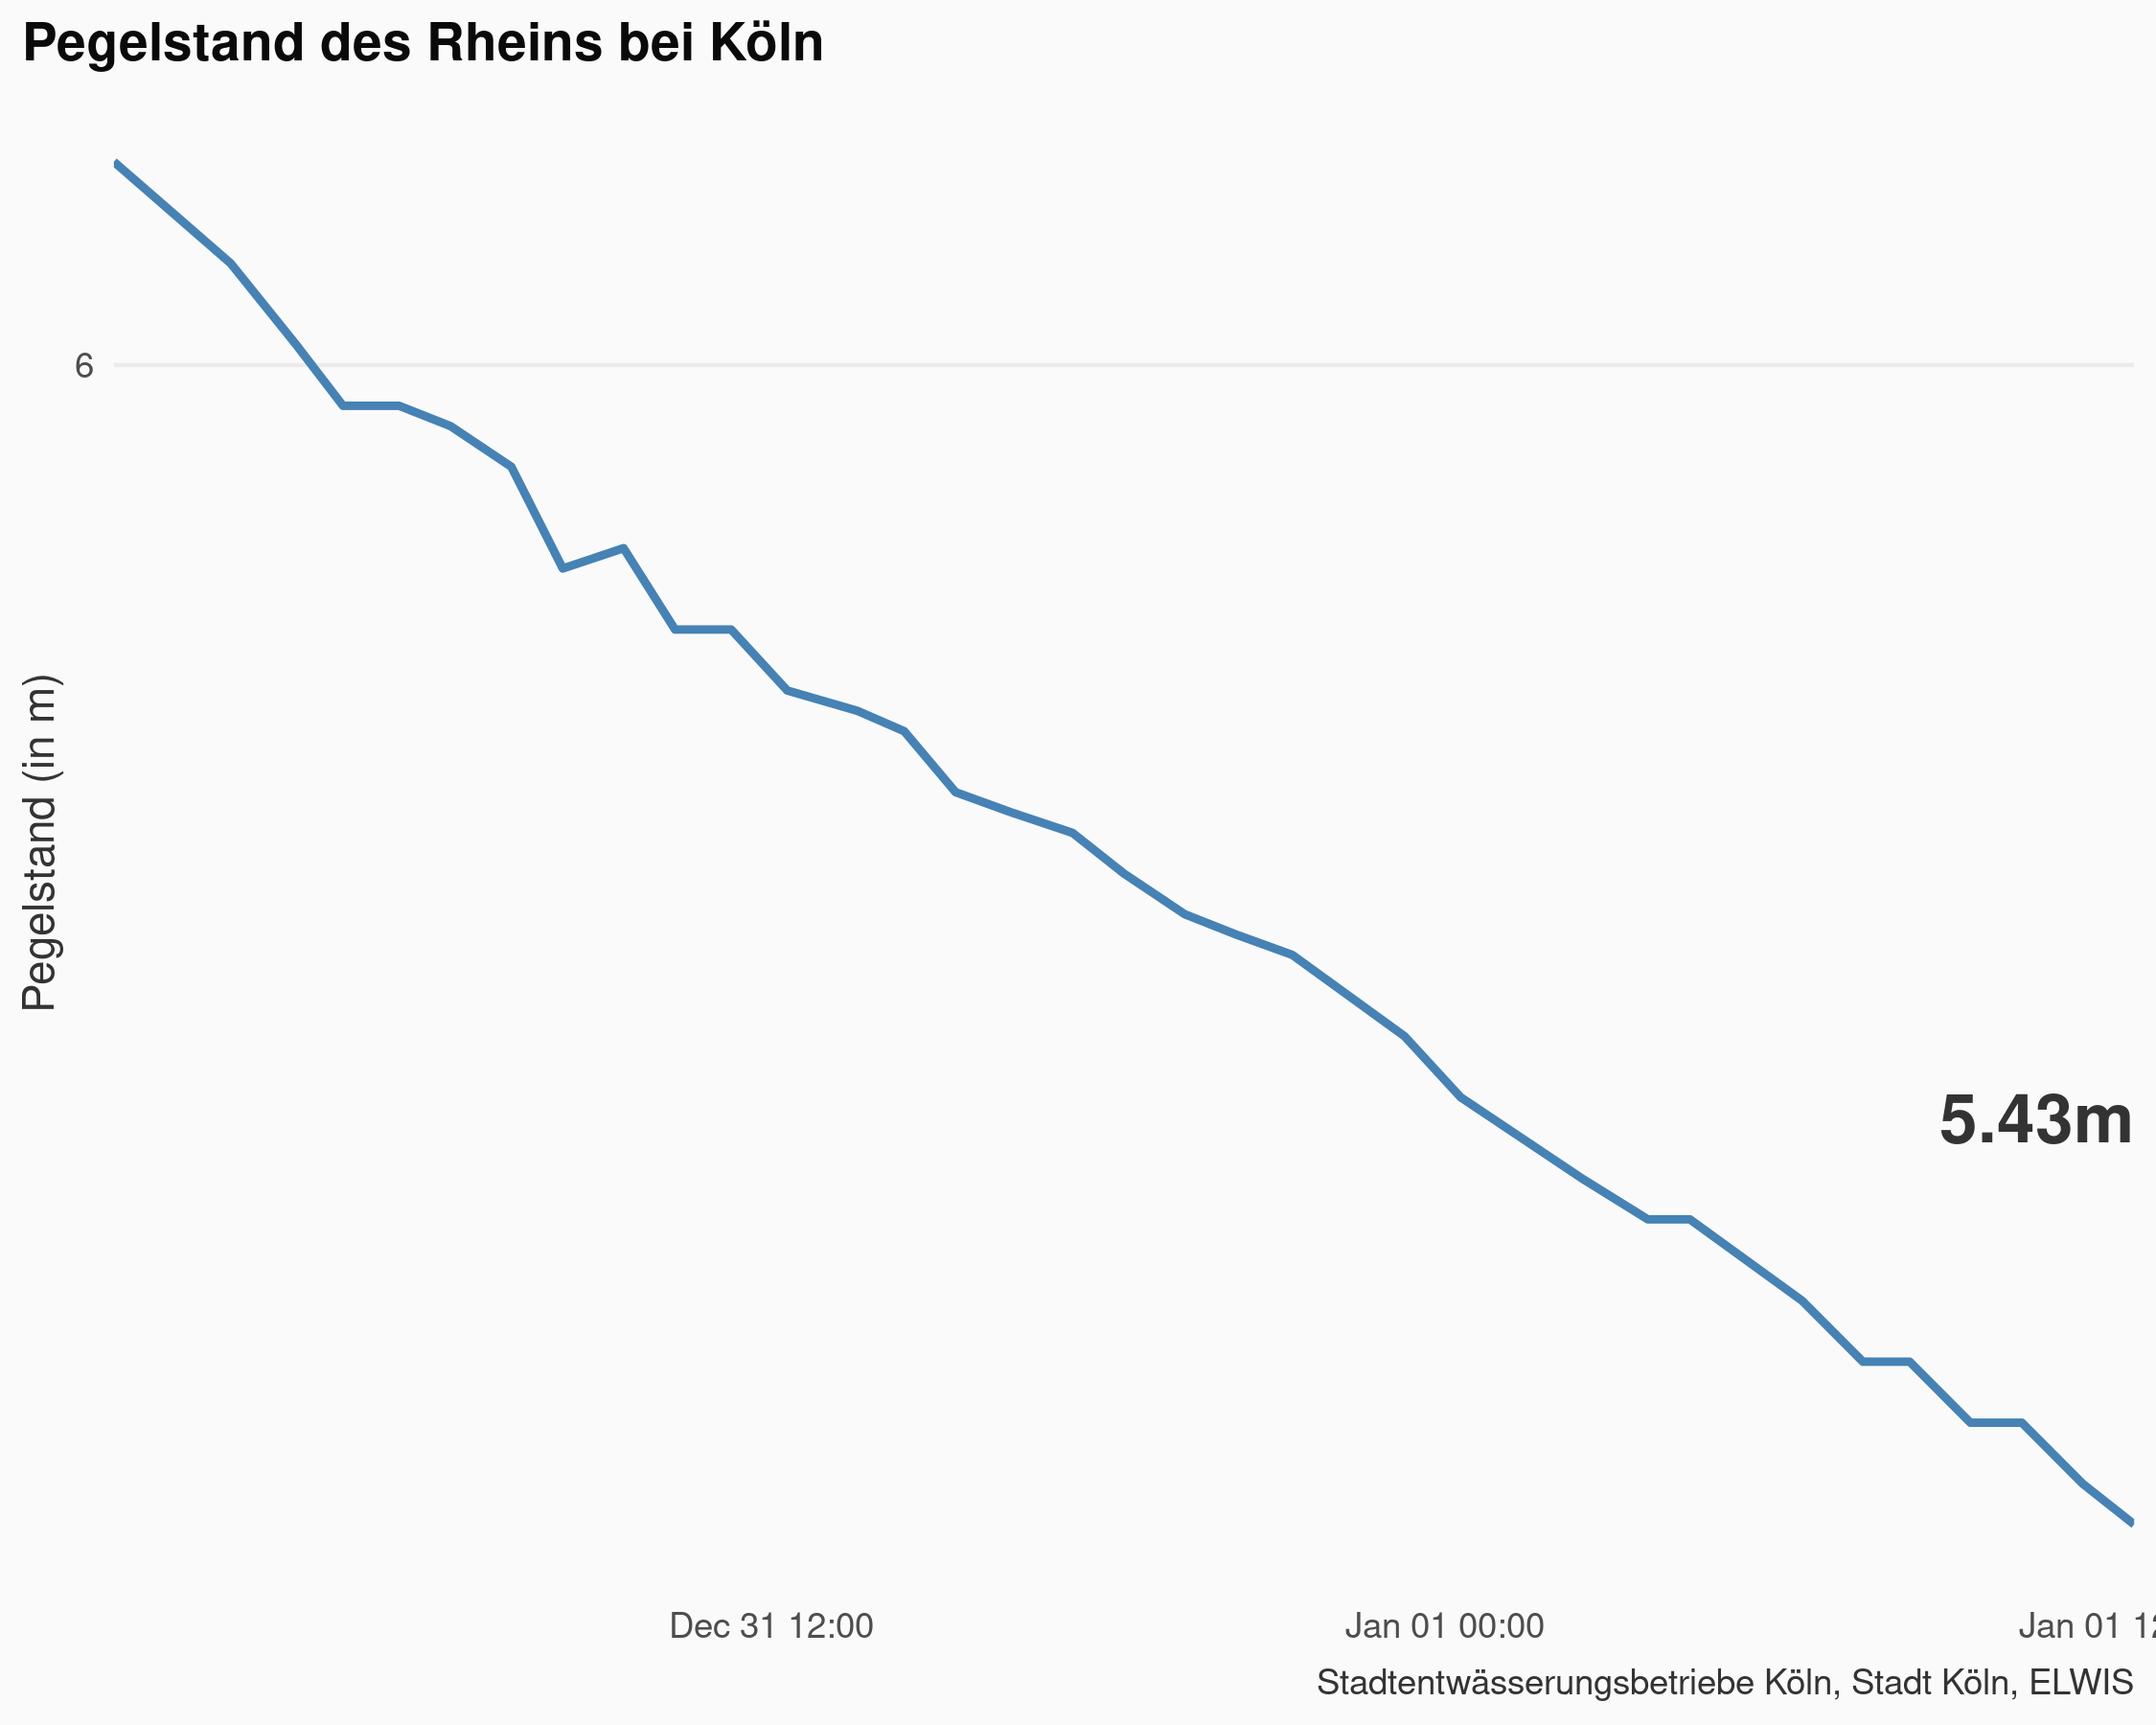 Pegelstand des Rheins bei Köln
6
Pegelstand (in m)
5.43m
Dec 31 12:00
Jan 01 00:00
Jan 01 12
Stadtentwässerungsbetriebe Köln, Stadt Köln, ELWIS